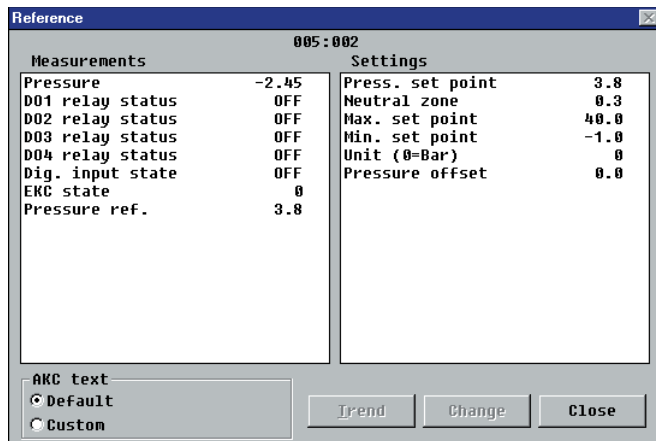 Reference
005:002
Measurements
Pressure -2.45
DO1 relay status OFF
DO2 relay status OFF
DO3 relay status OFF
DO4 relay status OFF
Dig. input state OFF
EKC state 0
Pressure ref. 3.8
Settings
Press. set point 3.8
Neutral zone 0.3
Max. set point 40.0
Min. set point -1.0
Unit (0=Bar) 0
Pressure offset 0.0
AKC text
Default
Custom
Trend
Change
Close